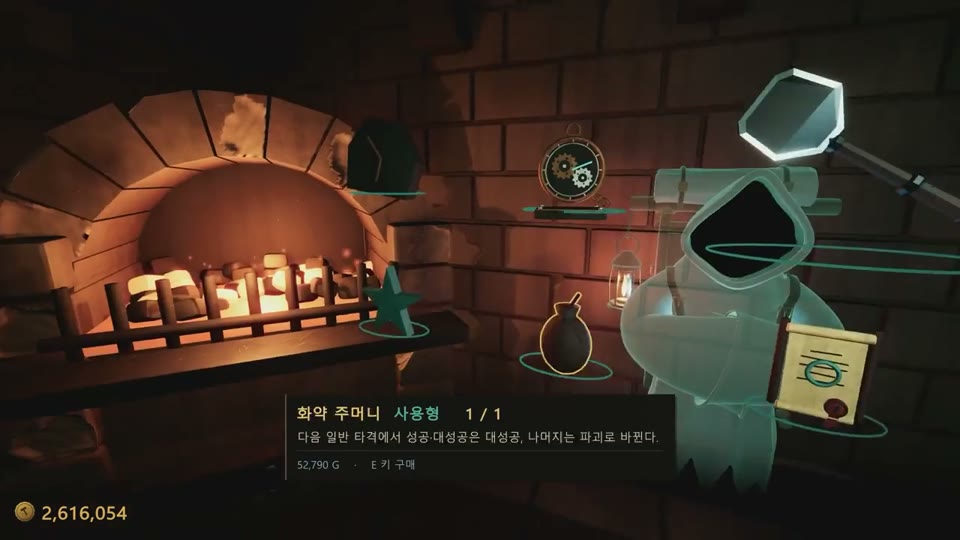 화약 주머니 사용형 1 / 1
다음 일반 타격에서 성공·대성공은 대성공, 나머지는 파괴로 바뀐다.
52,790 G · E 키 구매
2,616,054